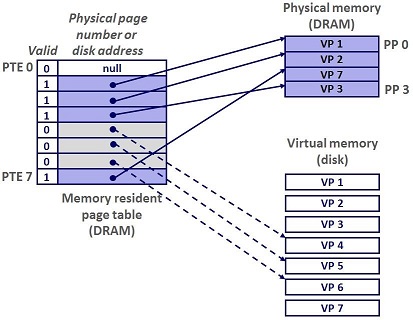 Physical page
number or
disk address
Valid
PTE 0
0
null
1
1
1
0
0
0
PTE 7
1
Memory resident
page table
(DRAM)
Physical memory
(DRAM)
VP 1
PP 0
VP 2
VP 7
VP 3
PP 3
Virtual memory
(disk)
VP 1
VP 2
VP 3
VP 4
VP 5
VP 6
VP 7